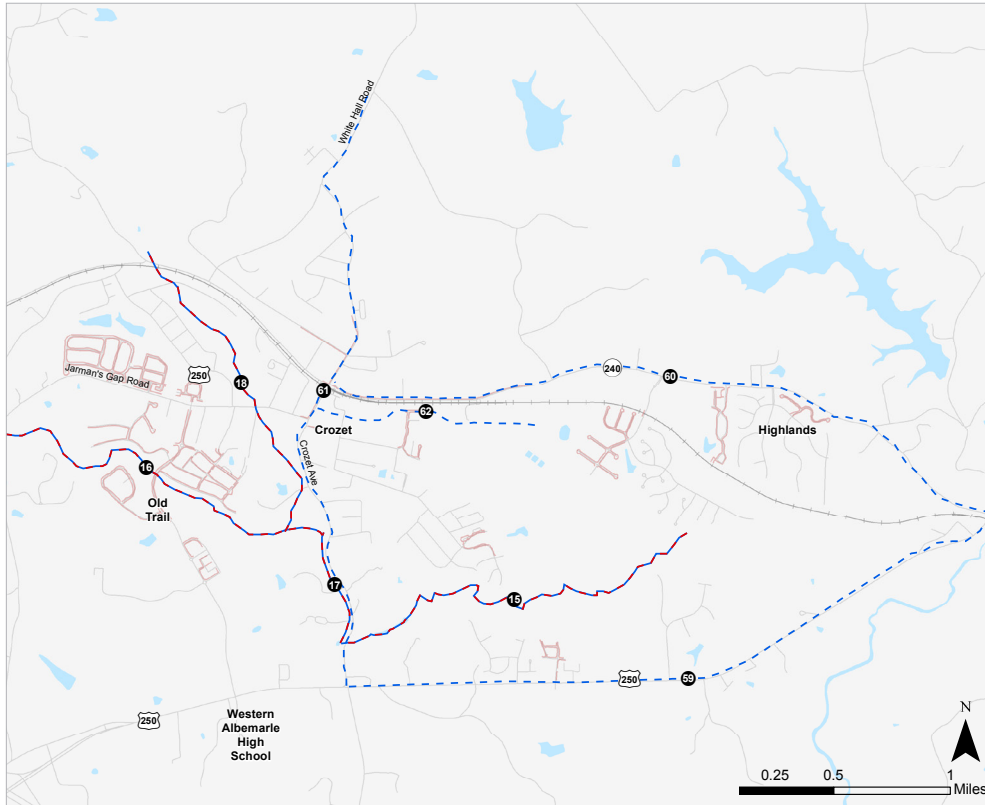 White Hall Road
Jarman's Gap Road
250
18
61
240
60
62
Crozet
Highlands
Crozet Ave
16
Old
Trail
17
15
250
59
250
Western
Albemarle
High
School
N
0.25 0.5 1
Miles